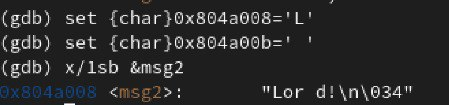 (gdb) set {char}0x804a008='L'
(gdb) set {char}0x804a00b=' '
(gdb) x/1sb &msg2
0x804a008 <msg2>: "Lor d!\n\034"